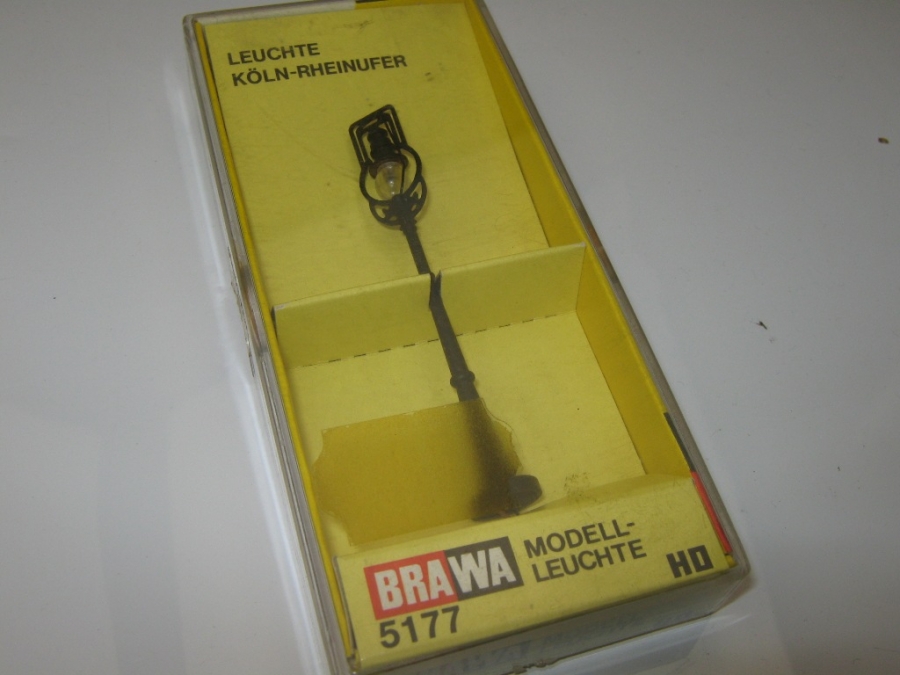 LEUCHTE
KÖLN-RHEINUFER
BRAWA MODELL-
LEUCHTE
H0
5177